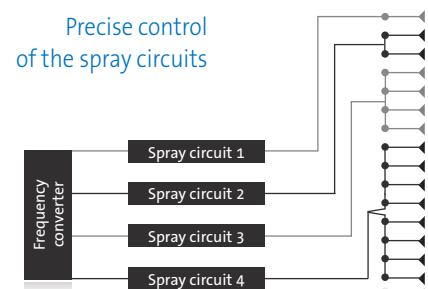 Precise control
of the spray circuits
Spray circuit 1
Spray circuit 2
Spray circuit 3
Spray circuit 4
Frequency
converter